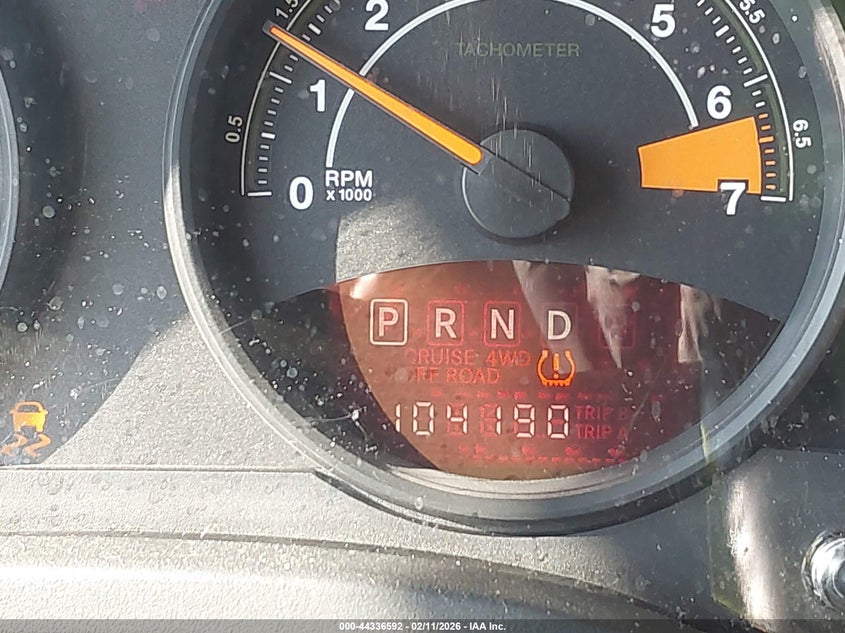 1.5
2
5
5.5
TACHOMETER
1
6
0.5
6.5
0
RPM
x 1000
7
P R N D
CRUISE 4WD
OFF ROAD
104190
TRIP B
TRIP A
000-44336592 - 02/11/2026 - IAA Inc.